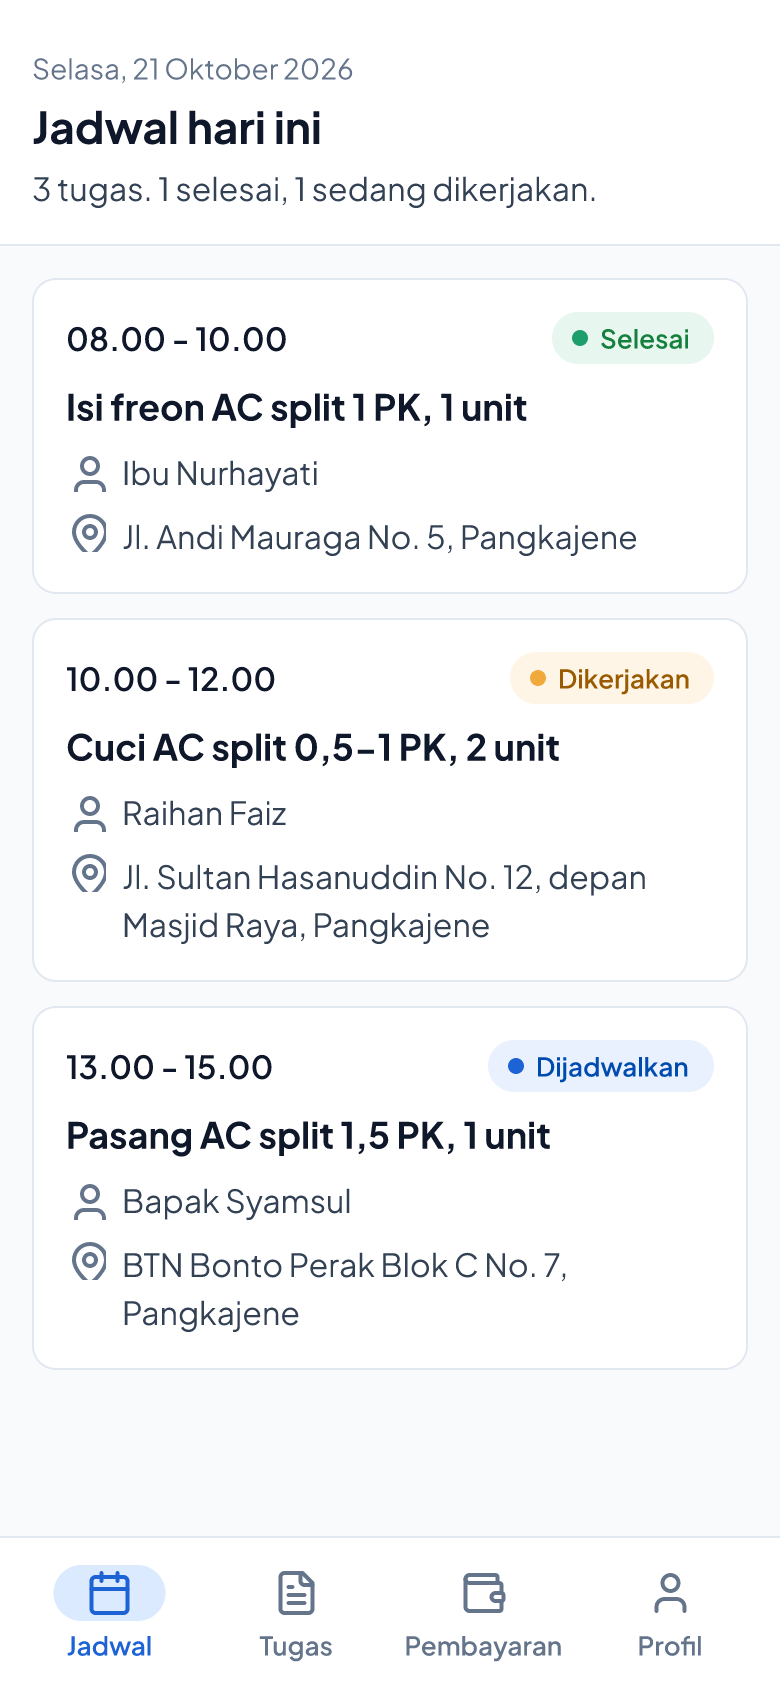 Selasa, 21 Oktober 2026
Jadwal hari ini
3 tugas. 1 selesai, 1 sedang dikerjakan.
08.00 – 10.00
Selesai
Isi freon AC split 1 PK, 1 unit
Ibu Nurhayati
Jl. Andi Mauraga No. 5, Pangkajene
10.00 – 12.00
Dikerjakan
Cuci AC split 0,5–1 PK, 2 unit
Raihan Faiz
Jl. Sultan Hasanuddin No. 12, depan
Masjid Raya, Pangkajene
13.00 – 15.00
Dijadwalkan
Pasang AC split 1,5 PK, 1 unit
Bapak Syamsul
BTN Bonto Perak Blok C No. 7,
Pangkajene
Jadwal
Tugas
Pembayaran
Profil